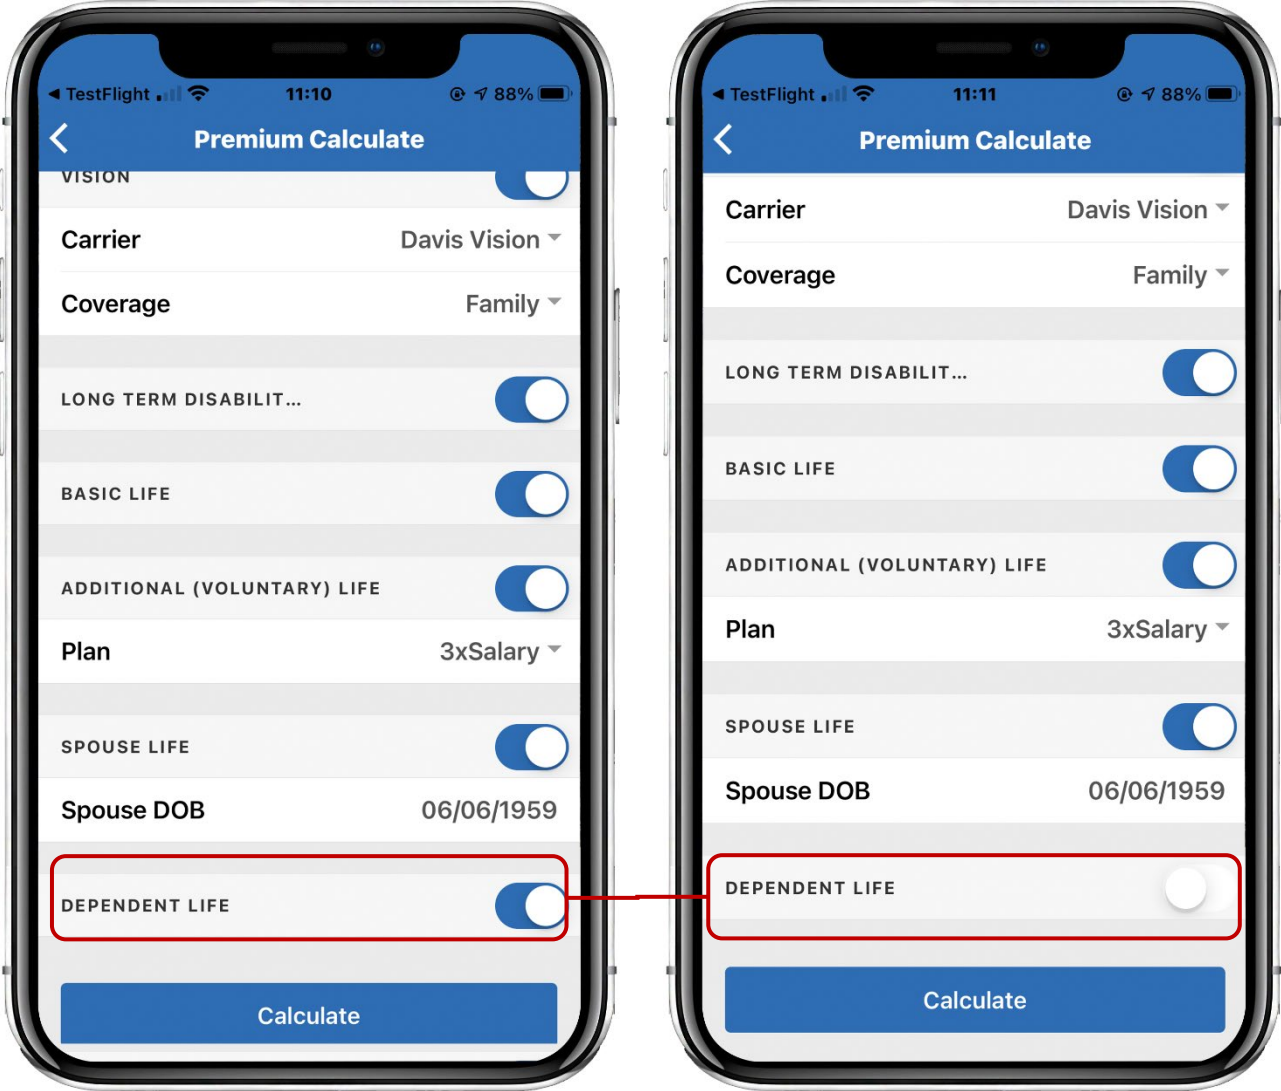 TestFlight 11:10 88%
Premium Calculate
VISION
Carrier Davis Vision
Coverage Family
LONG TERM DISABILIT...
BASIC LIFE
ADDITIONAL (VOLUNTARY) LIFE
Plan 3xSalary
SPOUSE LIFE
Spouse DOB 06/06/1959
DEPENDENT LIFE
Calculate
TestFlight 11:11 88%
Premium Calculate
Carrier Davis Vision
Coverage Family
LONG TERM DISABILIT...
BASIC LIFE
ADDITIONAL (VOLUNTARY) LIFE
Plan 3xSalary
SPOUSE LIFE
Spouse DOB 06/06/1959
DEPENDENT LIFE
Calculate